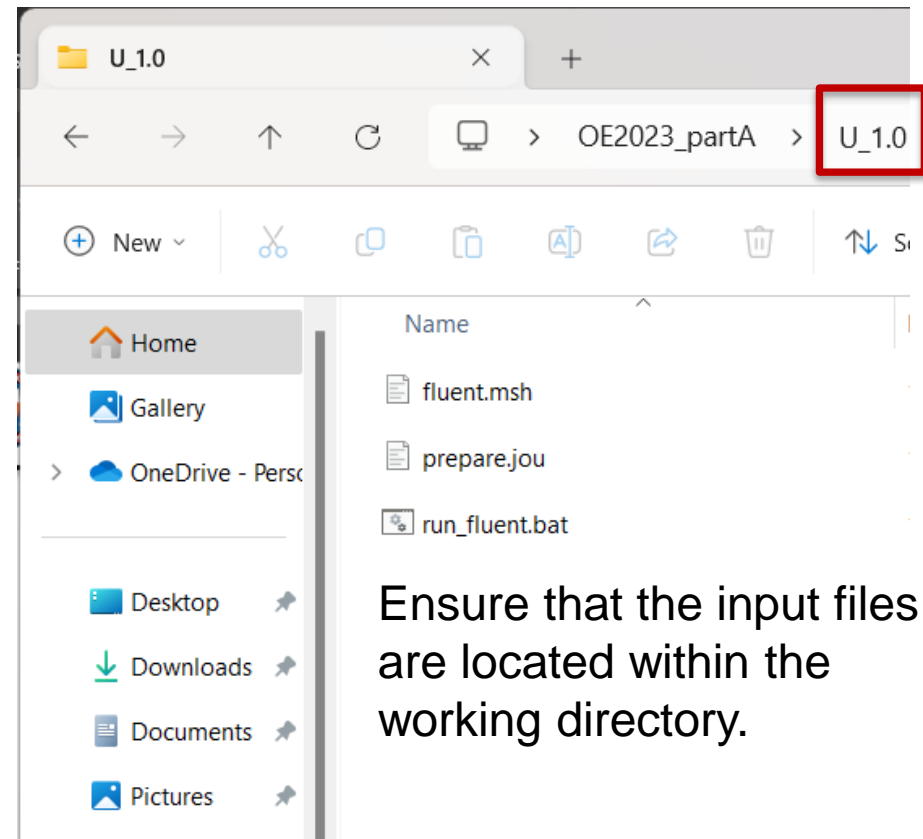 U_1.0
OE2023_partA > U_1.0
New
Name
Home
fluent.msh
Gallery
prepare.jou
OneDrive - Perso
run_fluent.bat
Desktop
Downloads
Documents
Pictures
Ensure that the input files
are located within the
working directory.